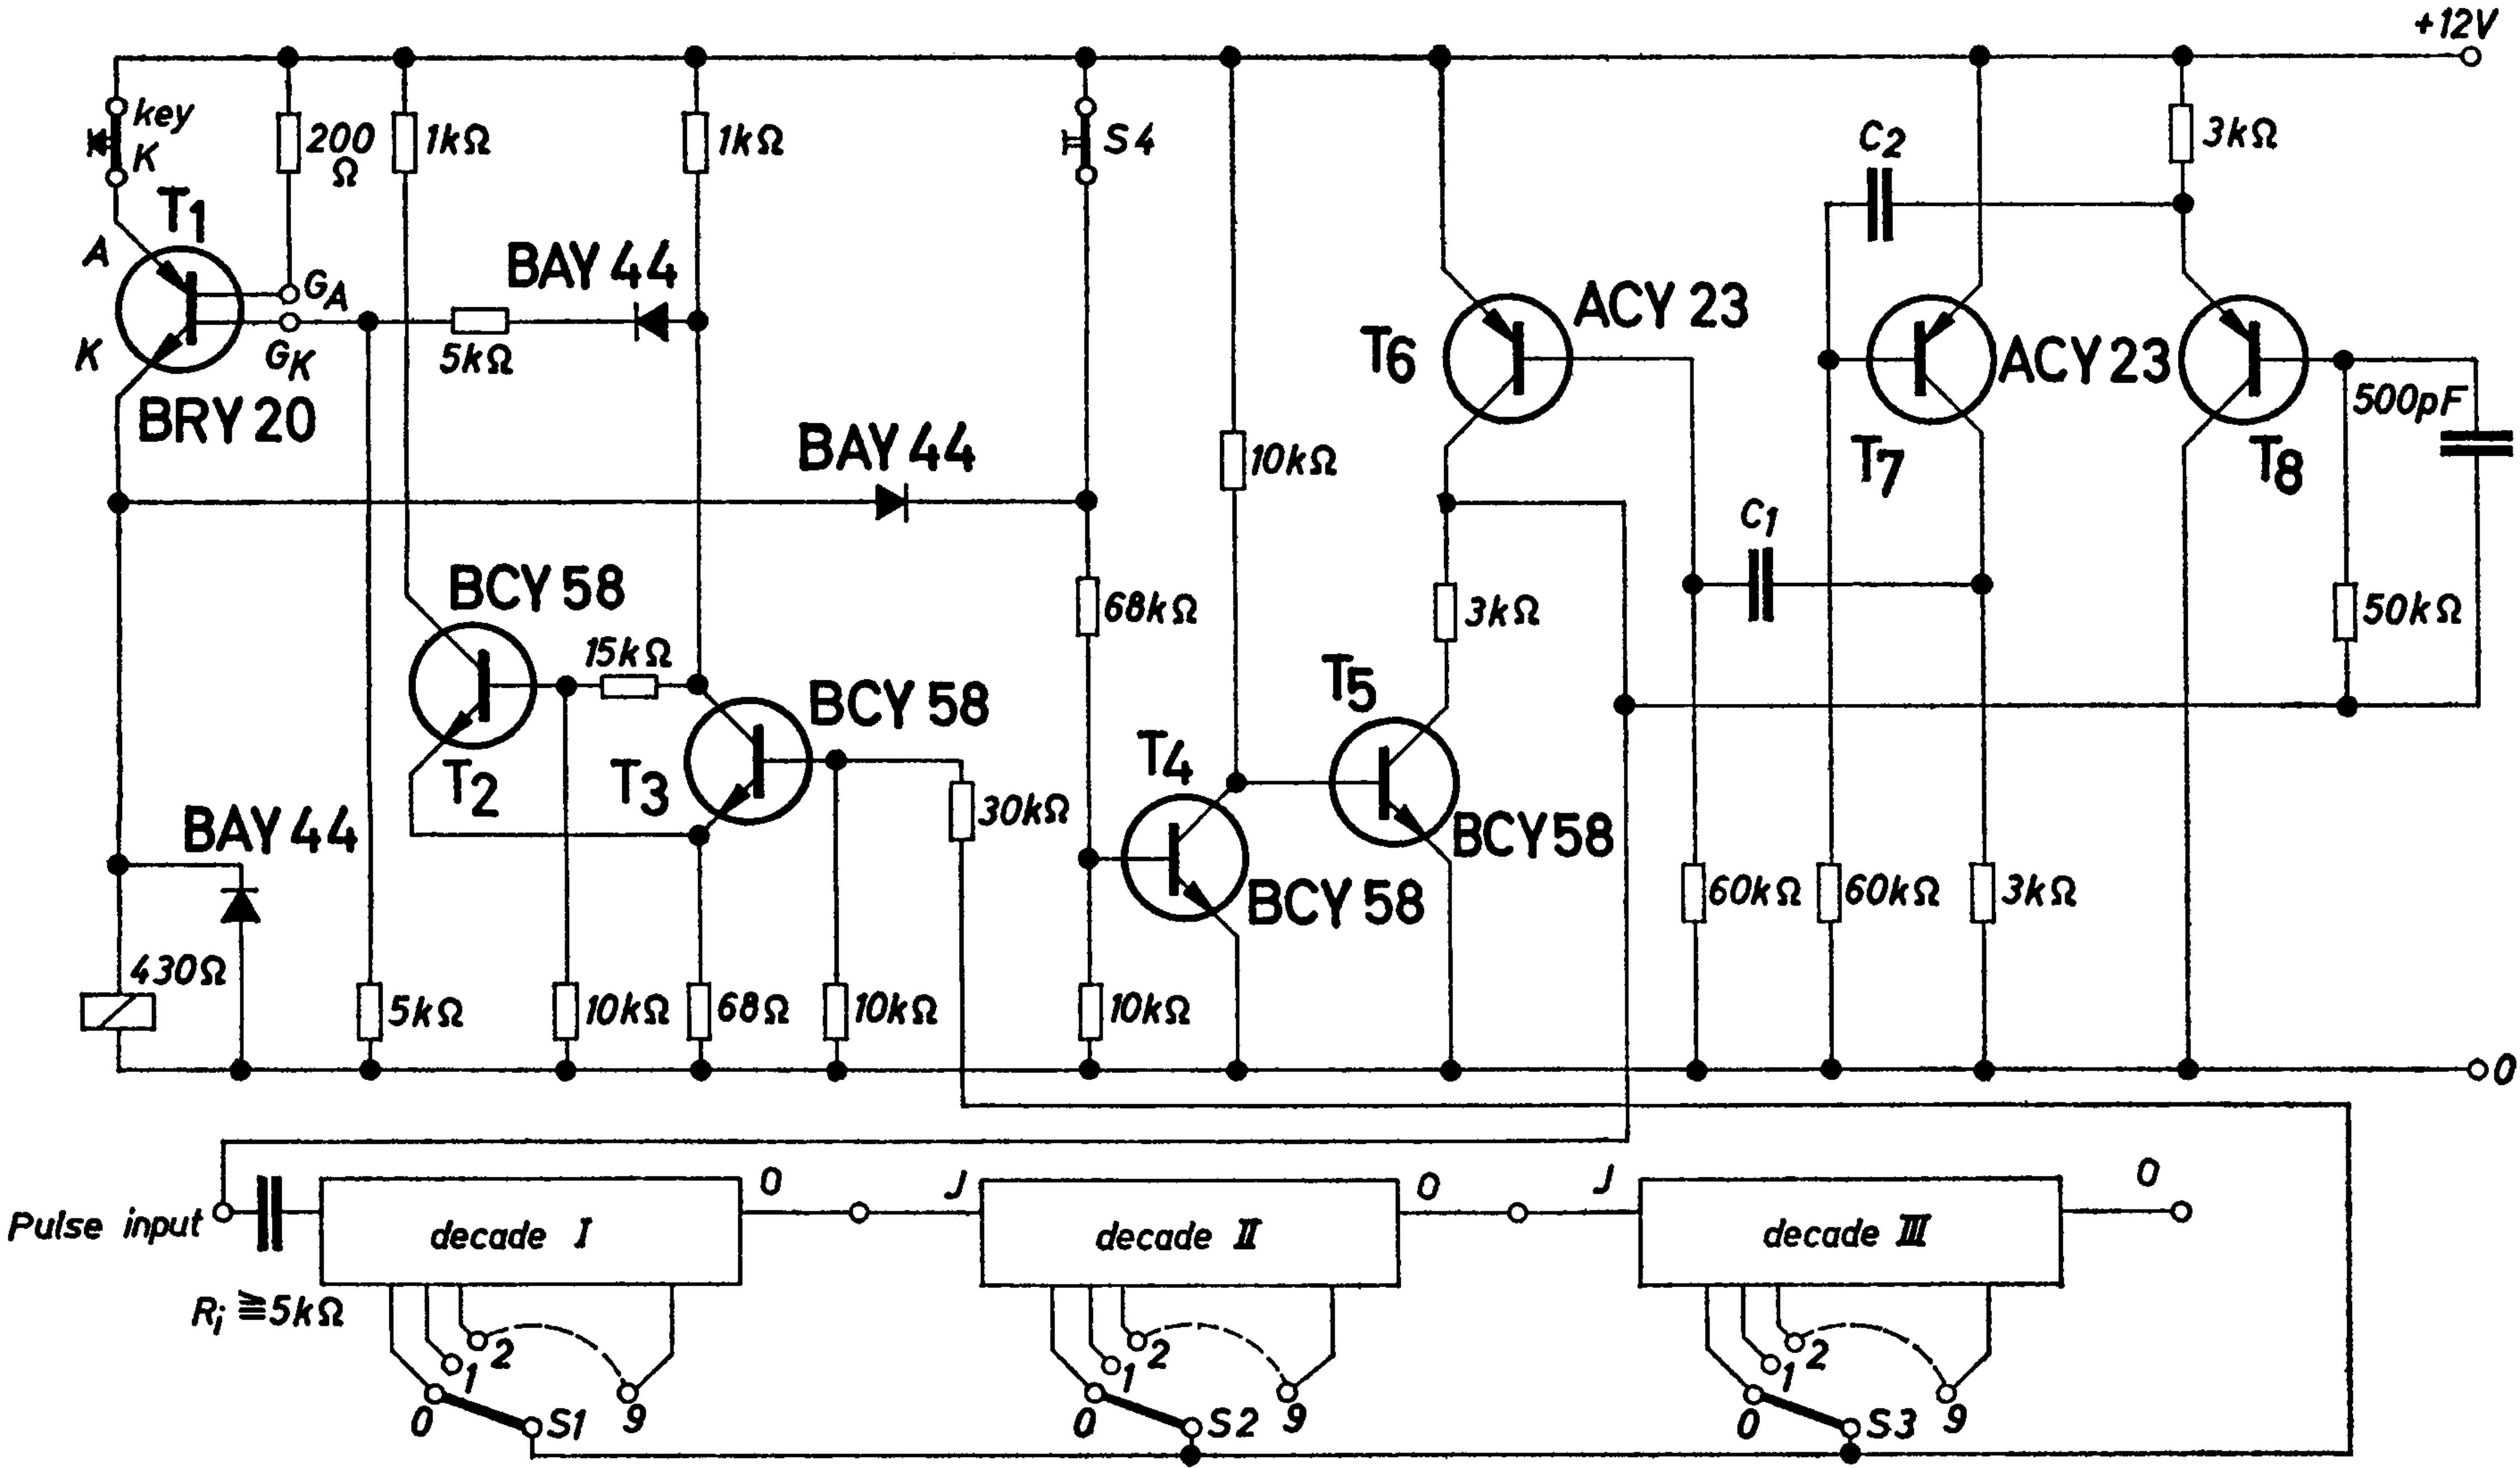 +12V
key
K
200
Ω
1kΩ
1kΩ
S4
C2
3kΩ
T1
A
GA
BAY 44
ACY 23
T6
K
GK
5kΩ
ACY 23
BRY 20
500pF
BAY 44
10kΩ
T7
T8
C1
BCY 58
68kΩ
3kΩ
50kΩ
15kΩ
BCY 58
T5
T2
T3
T4
30kΩ
BCY 58
BAY 44
BCY 58
60kΩ
60kΩ
3kΩ
430Ω
5kΩ
10kΩ
68Ω
10kΩ
10kΩ
0
Pulse input
decade I
O
J
decade II
O
J
decade III
O
Ri ≧ 5kΩ
0
1
2
9
S1
0
1
2
9
S2
0
1
2
9
S3